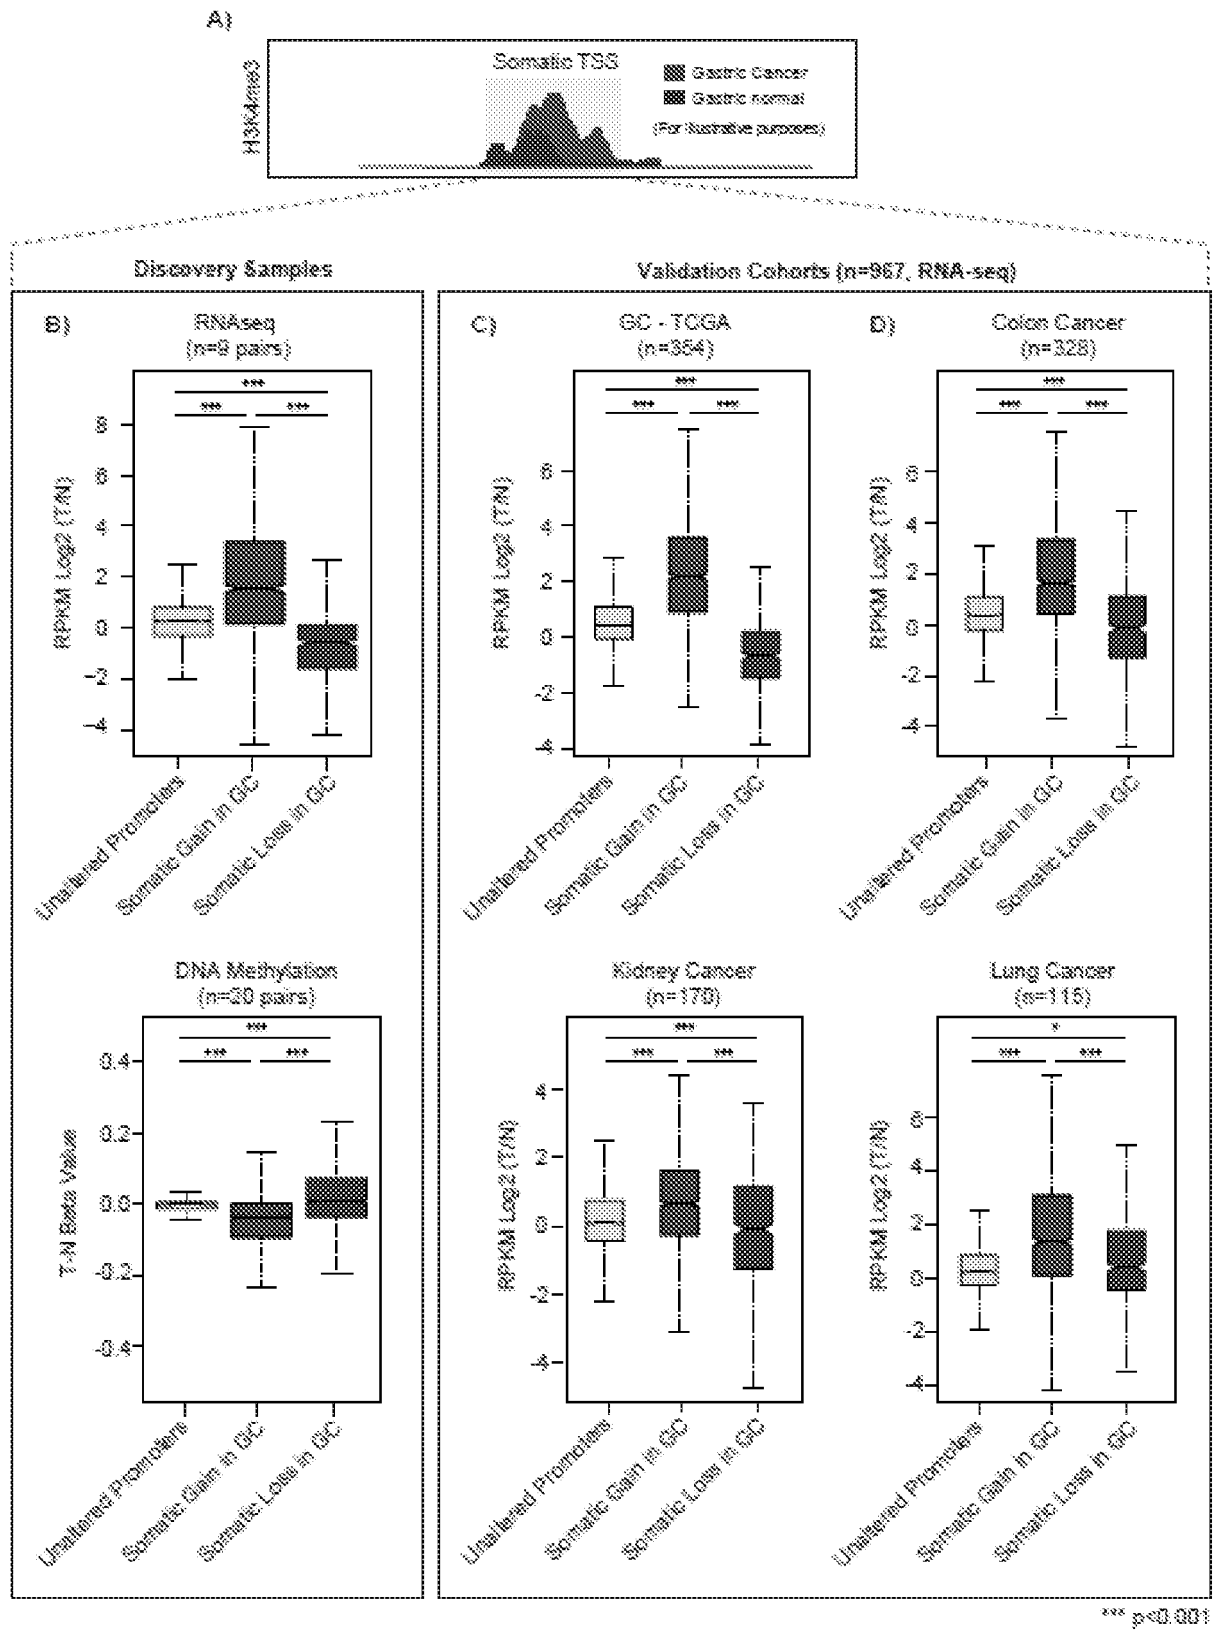 A)
H3K4me3
Somatic TSS
Gastric Cancer
Gastric normal
(For illustrative purposes)
Discovery Samples
Validation Cohorts (n=967, RNA-seq)
B)
RNAseq
(n=9 pairs)
***
*** ***
RPKM Log2 (T/N)
8
6
4
2
0
-2
-4
Unaltered Promoters
Somatic Gain in GC
Somatic Loss in GC
C)
GC - TCGA
(n=354)
***
*** ***
RPKM Log2 (T/N)
6
4
2
0
-2
-4
Unaltered Promoters
Somatic Gain in GC
Somatic Loss in GC
D)
Colon Cancer
(n=328)
***
*** ***
RPKM Log2 (T/N)
6
4
2
0
-2
-4
Unaltered Promoters
Somatic Gain in GC
Somatic Loss in GC
DNA Methylation
(n=20 pairs)
***
*** ***
T-N Beta Value
0.4
0.2
0.0
-0.2
-0.4
Unaltered Promoters
Somatic Gain in GC
Somatic Loss in GC
Kidney Cancer
(n=170)
***
*** ***
RPKM Log2 (T/N)
4
2
0
-2
-4
Unaltered Promoters
Somatic Gain in GC
Somatic Loss in GC
Lung Cancer
(n=115)
*
*** ***
RPKM Log2 (T/N)
6
4
2
0
-2
-4
Unaltered Promoters
Somatic Gain in GC
Somatic Loss in GC
*** p<0.001